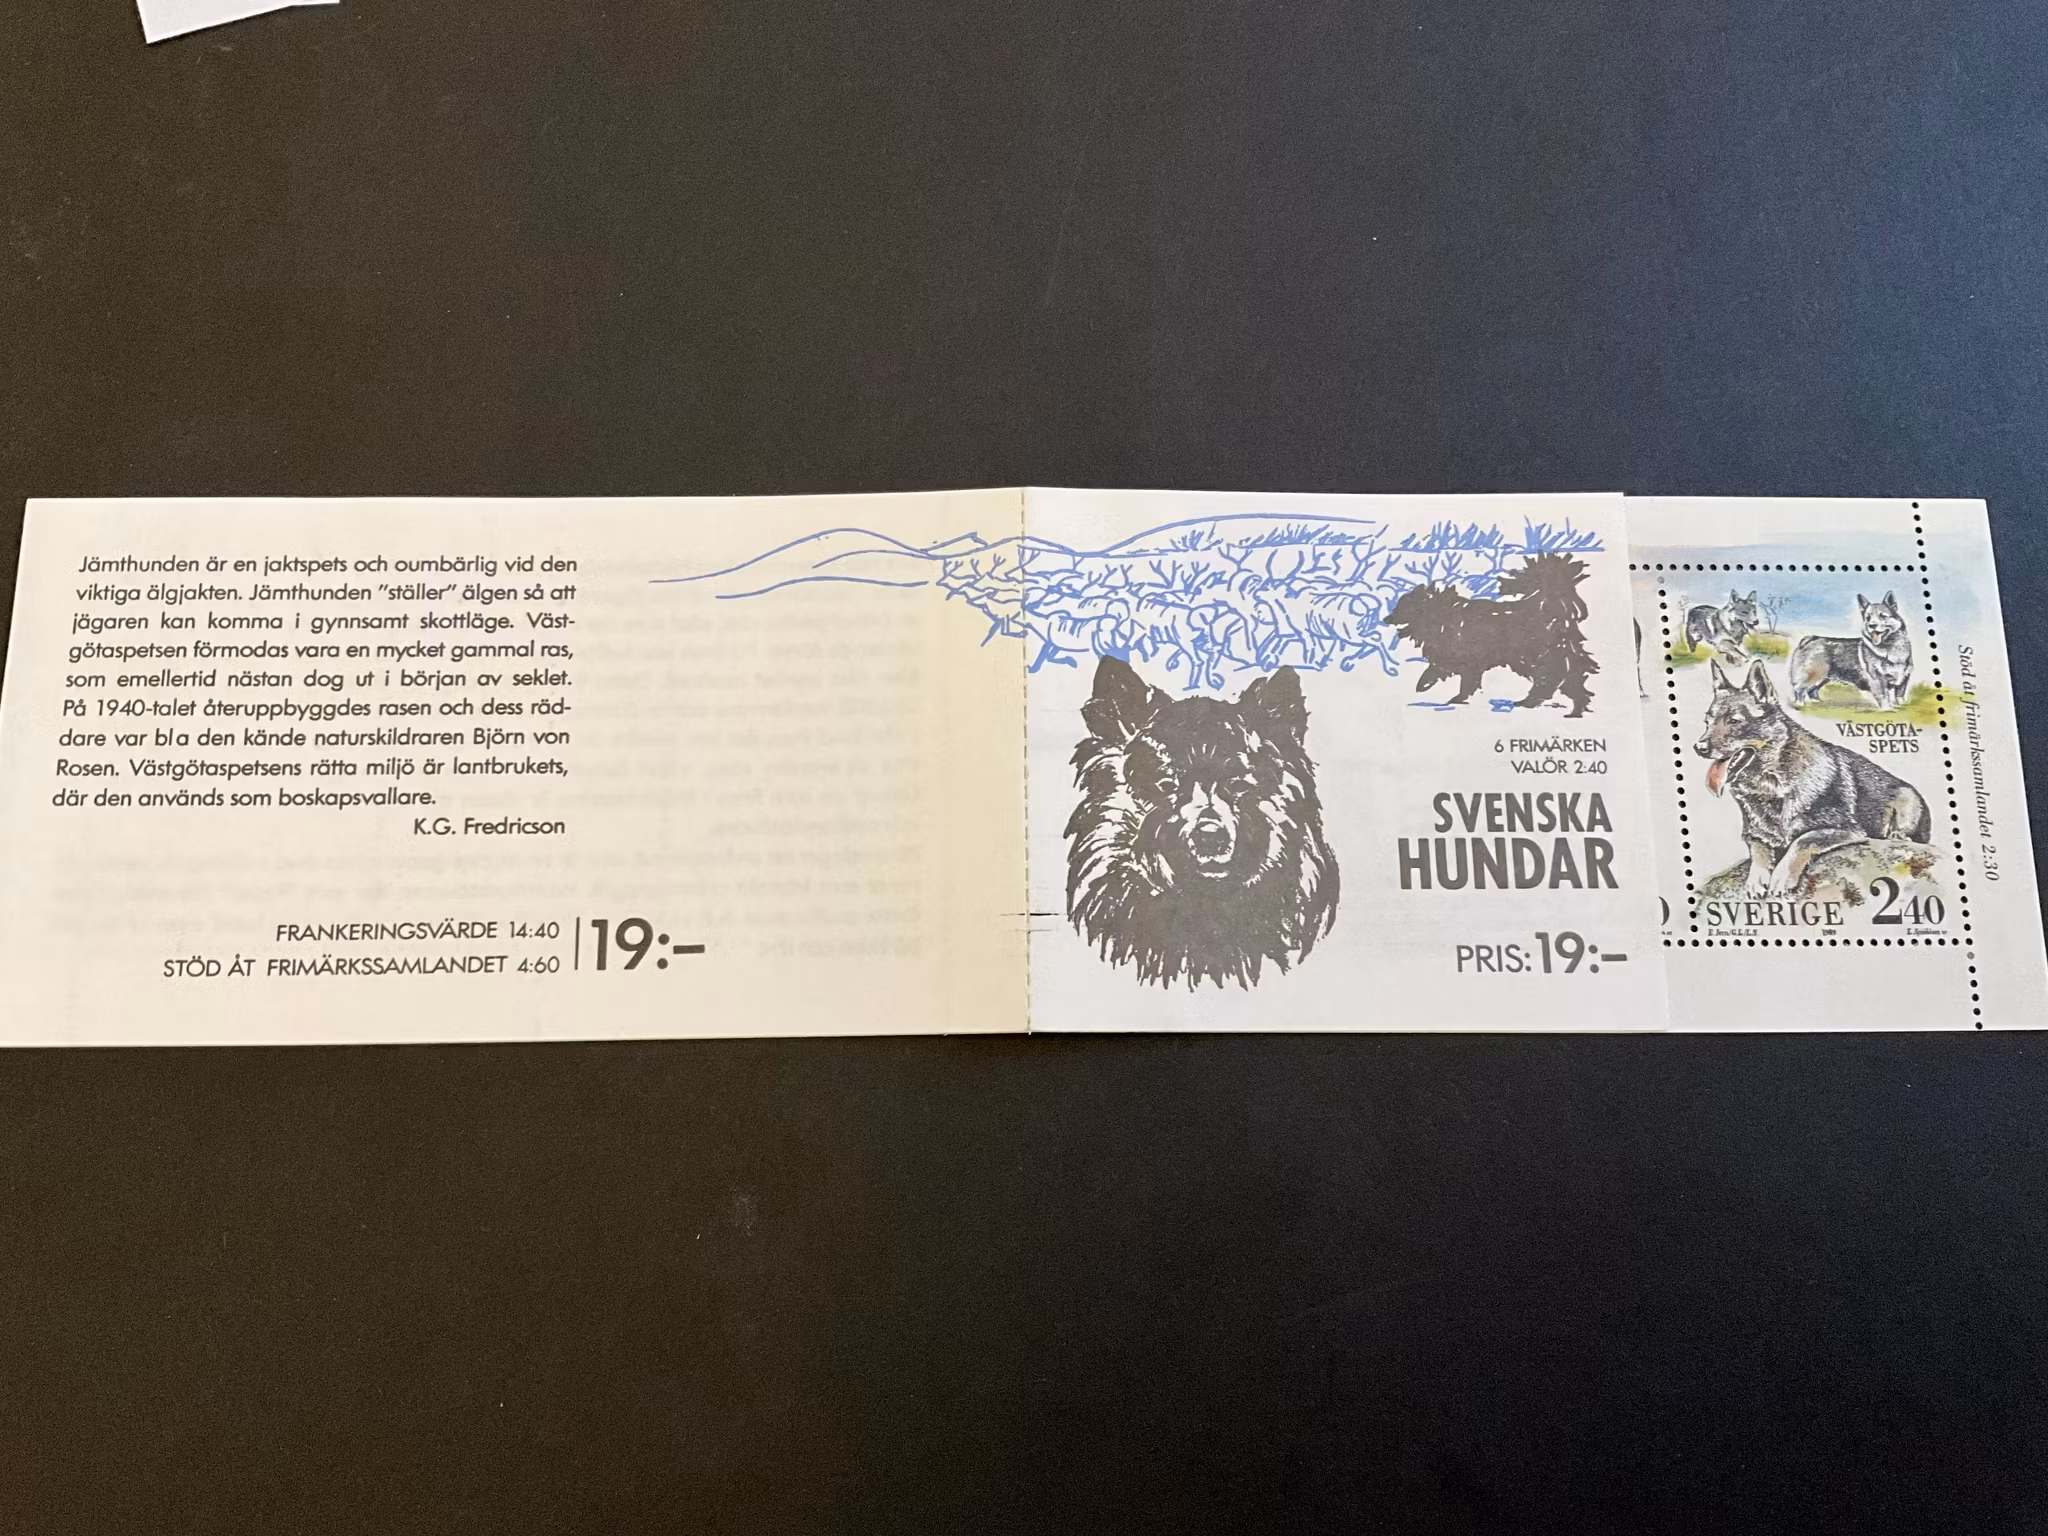 Jämthunden är en jaktspets och oumbärlig vid den
viktiga älgjakten. Jämthunden "ställer" älgen så att
jägaren kan komma i gynnsamt skottläge. Väst-
götaspetsen förmodas vara en mycket gammal ras,
som emellertid nästan dog ut i början av seklet.
På 1940-talet återuppbyggdes rasen och dess räd-
dare var bla den kände naturskildraren Björn von
Rosen. Västgötaspetsens rätta miljö är lantbrukets,
där den används som boskapsvallare.
K.G. Fredricson
FRANKERINGSVÄRDE 14:40
STÖD ÅT FRIMÄRKSSAMLANDET 4:60
19:–
6 FRIMÄRKEN
VALÖR 2:40
SVENSKA
HUNDAR
PRIS: 19:–
VÄSTGÖTA-
SPETS
SVERIGE 240
1989
Stöd åt frimärkssamlandet 2:30